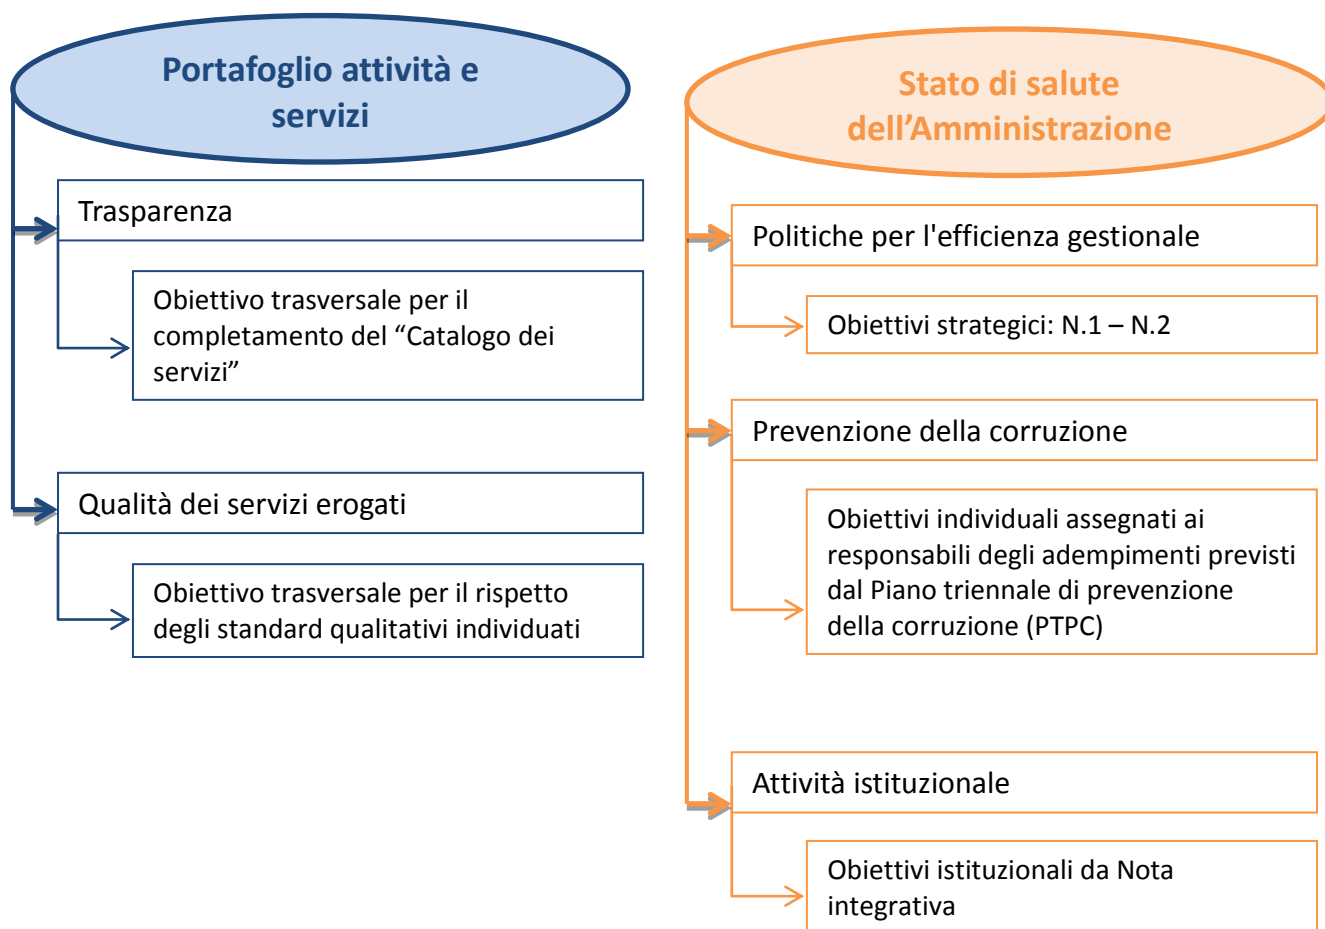 Portafoglio attività e
servizi
Trasparenza
Obiettivo trasversale per il
completamento del “Catalogo dei
servizi”
Qualità dei servizi erogati
Obiettivo trasversale per il rispetto
degli standard qualitativi individuati
Stato di salute
dell’Amministrazione
Politiche per l'efficienza gestionale
Obiettivi strategici: N.1 – N.2
Prevenzione della corruzione
Obiettivi individuali assegnati ai
responsabili degli adempimenti previsti
dal Piano triennale di prevenzione
della corruzione (PTPC)
Attività istituzionale
Obiettivi istituzionali da Nota
integrativa